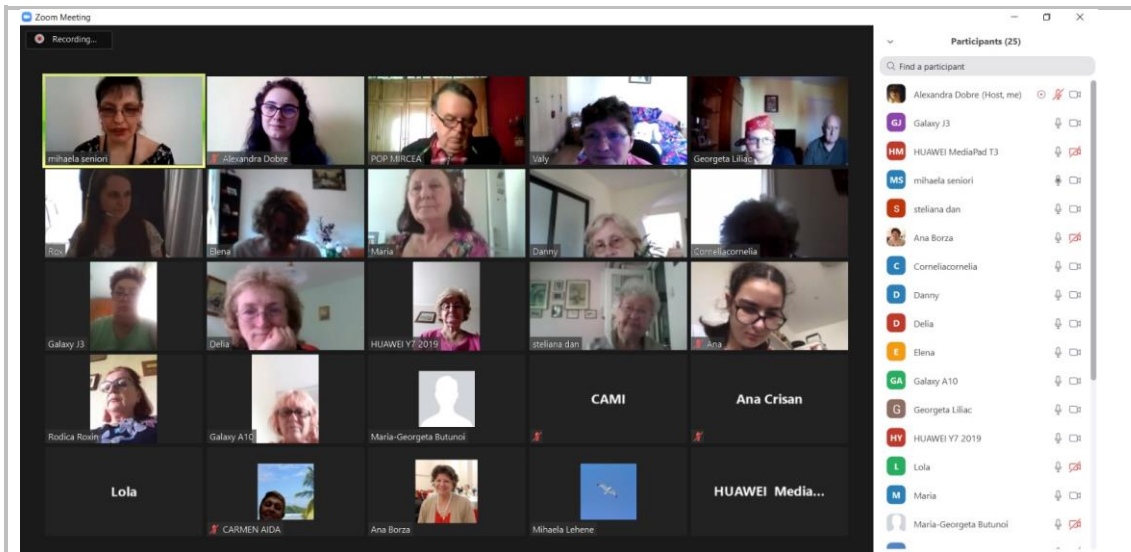 Zoom Meeting
Recording...
mihaela seniori
Alexandra Dobre
POP MIRCEA
Valy
Georgeta Liliac
Rox
Elena
Maria
Danny
Corneliacornelia
Galaxy J3
Delia
HUAWEI Y7 2019
steliana dan
Ana
Rodica Roxin
Galaxy A10
Maria-Georgeta Butunoi
CAMI
Ana Crisan
Lola
CARMEN AIDA
Ana Borza
Mihaela Lehene
HUAWEI Media...
Participants (25)
Find a participant
Alexandra Dobre (Host, me)
GJ Galaxy J3
HM HUAWEI MediaPad T3
MS mihaela seniori
S steliana dan
Ana Borza
C Corneliacornelia
D Danny
D Delia
E Elena
GA Galaxy A10
G Georgeta Liliac
HY HUAWEI Y7 2019
L Lola
M Maria
Maria-Georgeta Butunoi